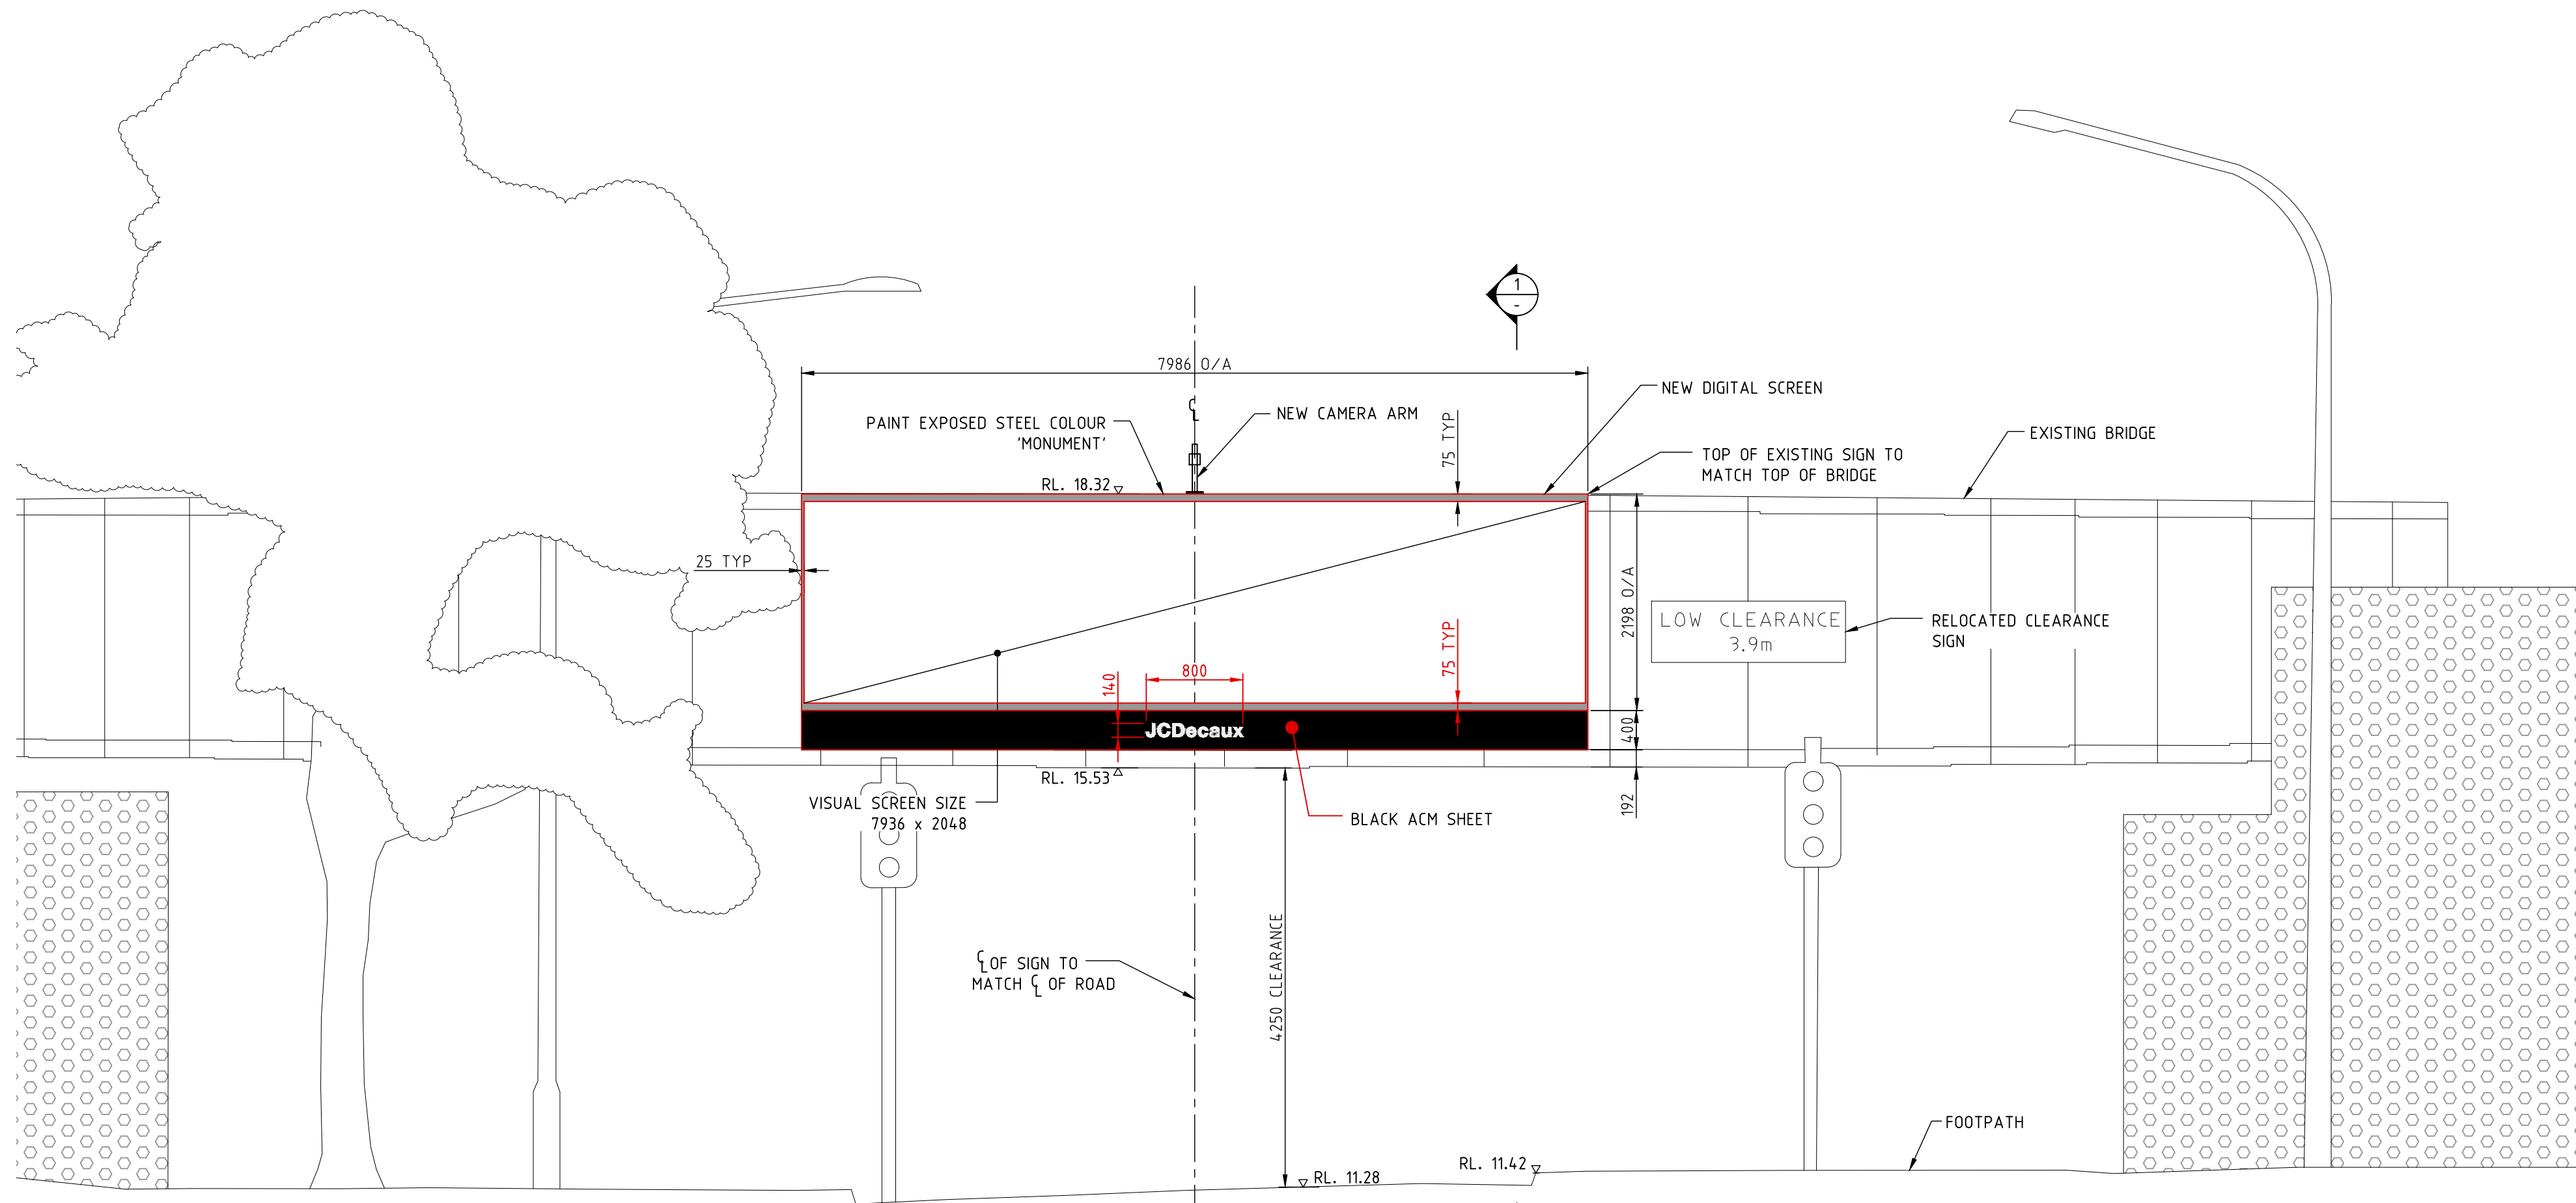 1
-
7986 O/A
NEW DIGITAL SCREEN
PAINT EXPOSED STEEL COLOUR
'MONUMENT'
℄
NEW CAMERA ARM
75 TYP
EXISTING BRIDGE
TOP OF EXISTING SIGN TO
MATCH TOP OF BRIDGE
RL. 18.32
25 TYP
2198 O/A
LOW CLEARANCE
3.9m
RELOCATED CLEARANCE
SIGN
75 TYP
800
140
JCDecaux
400
RL. 15.53
VISUAL SCREEN SIZE
7936 x 2048
192
BLACK ACM SHEET
℄ OF SIGN TO
MATCH ℄ OF ROAD
4250 CLEARANCE
FOOTPATH
RL. 11.42
RL. 11.28